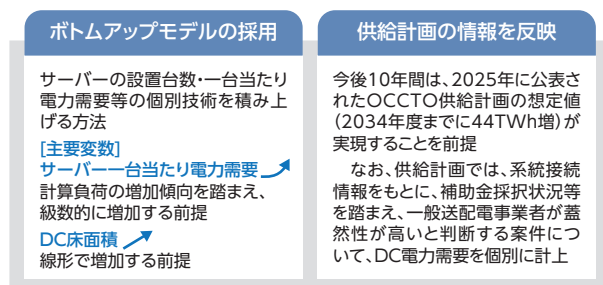 ボトムアップモデルの採用
サーバーの設置台数・一台当たり
電力需要等の個別技術を積み上
げる方法
[主要変数]
サーバー一台当たり電力需要
計算負荷の増加傾向を踏まえ、
級数的に増加する前提
DC床面積
線形で増加する前提
供給計画の情報を反映
今後10年間は、2025年に公表さ
れたOCCTO供給計画の想定値
(2034年度までに44TWh増)が
実現することを前提
なお、供給計画では、系統接続
情報をもとに、補助金採択状況等
を踏まえ、一般送配電事業者が蓋
然性が高いと判断する案件につ
いて、DC電力需要を個別に計上